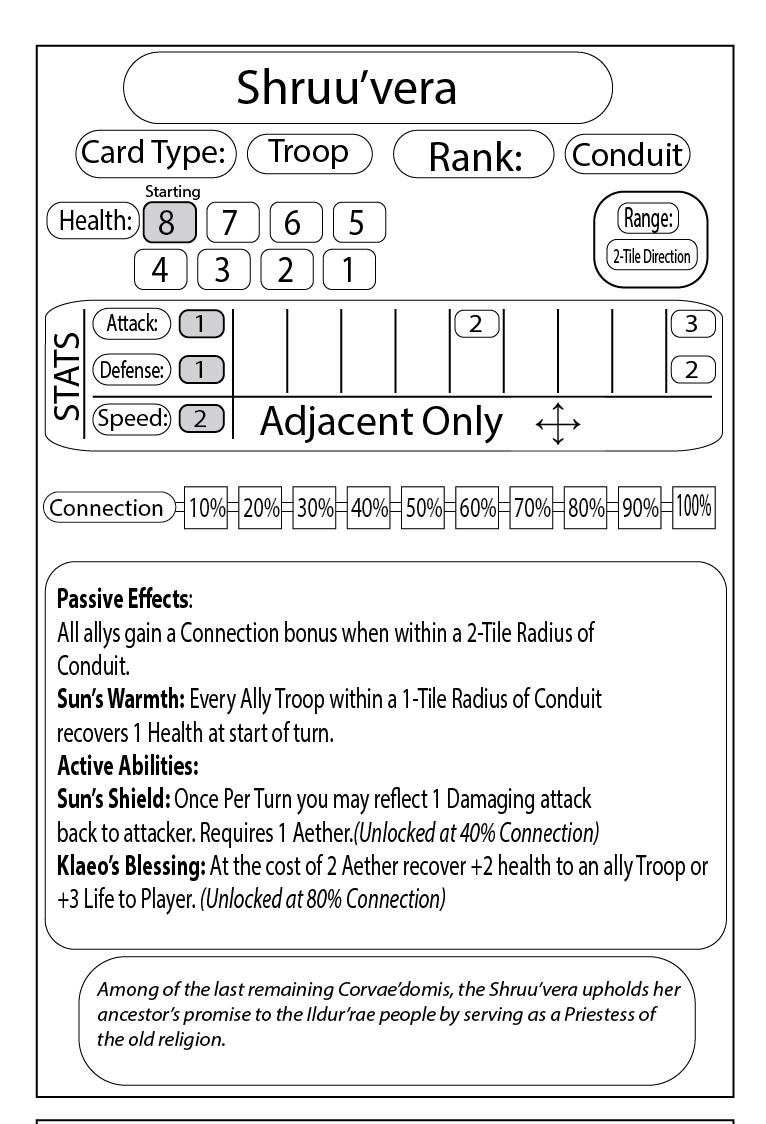 Shruu'vera
Card Type: Troop Rank: Conduit
Starting
Health: 8 7 6 5
4 3 2 1
Range:
2-Tile Direction
STATS
Attack: 1 2 3
Defense: 1 2
Speed: 2 Adjacent Only
Connection 10% 20% 30% 40% 50% 60% 70% 80% 90% 100%
Passive Effects:
All allys gain a Connection bonus when within a 2-Tile Radius of
Conduit.
Sun's Warmth: Every Ally Troop within a 1-Tile Radius of Conduit
recovers 1 Health at start of turn.
Active Abilities:
Sun's Shield: Once Per Turn you may reflect 1 Damaging attack
back to attacker. Requires 1 Aether.(Unlocked at 40% Connection)
Klaeo's Blessing: At the cost of 2 Aether recover +2 health to an ally Troop or
+3 Life to Player. (Unlocked at 80% Connection)
Among of the last remaining Corvae'domis, the Shruu'vera upholds her
ancestor's promise to the Ildur'rae people by serving as a Priestess of
the old religion.